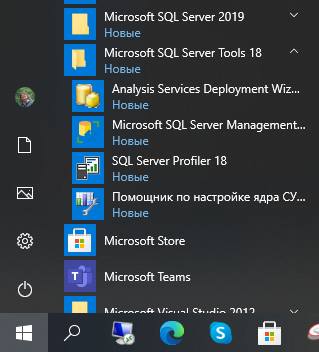 Microsoft SQL Server 2019
Новые
Microsoft SQL Server Tools 18
Новые
Analysis Services Deployment Wiz...
Новые
Microsoft SQL Server Management...
Новые
SQL Server Profiler 18
Новые
Помощник по настройке ядра СУ...
Новые
Microsoft Store
Microsoft Teams
Microsoft Visual Studio 2012